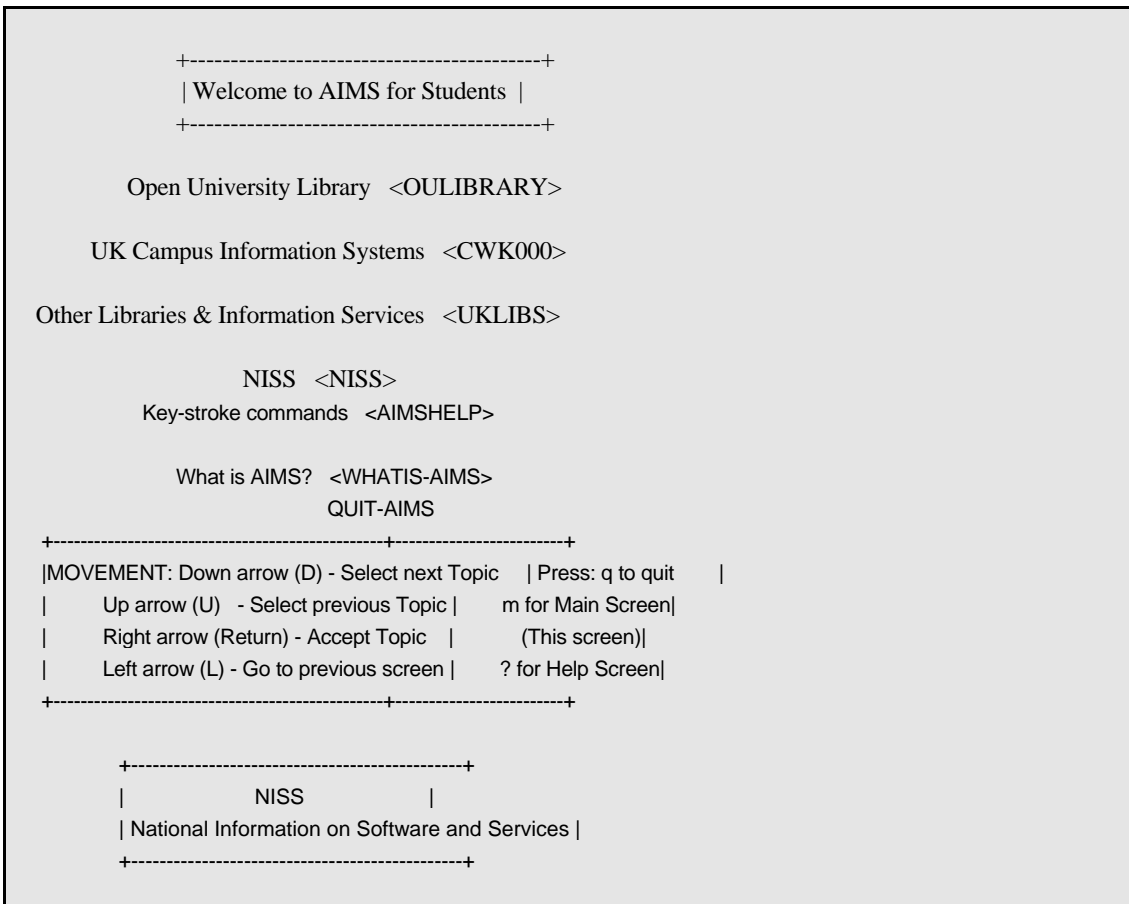 +-------------------------------------------+
| Welcome to AIMS for Students |
+-------------------------------------------+
Open University Library <OULIBRARY>
UK Campus Information Systems <CWK000>
Other Libraries & Information Services <UKLIBS>
NISS <NISS>
Key-stroke commands <AIMSHELP>
What is AIMS? <WHATIS-AIMS>
QUIT-AIMS
+-------------------------------------------------+-------------------------+
|MOVEMENT: Down arrow (D) - Select next Topic | Press: q to quit |
| Up arrow (U) - Select previous Topic | m for Main Screen|
| Right arrow (Return) - Accept Topic | (This screen)|
| Left arrow (L) - Go to previous screen | ? for Help Screen|
+-------------------------------------------------+-------------------------+
+-----------------------------------------------+
| NISS |
| National Information on Software and Services |
+-----------------------------------------------+